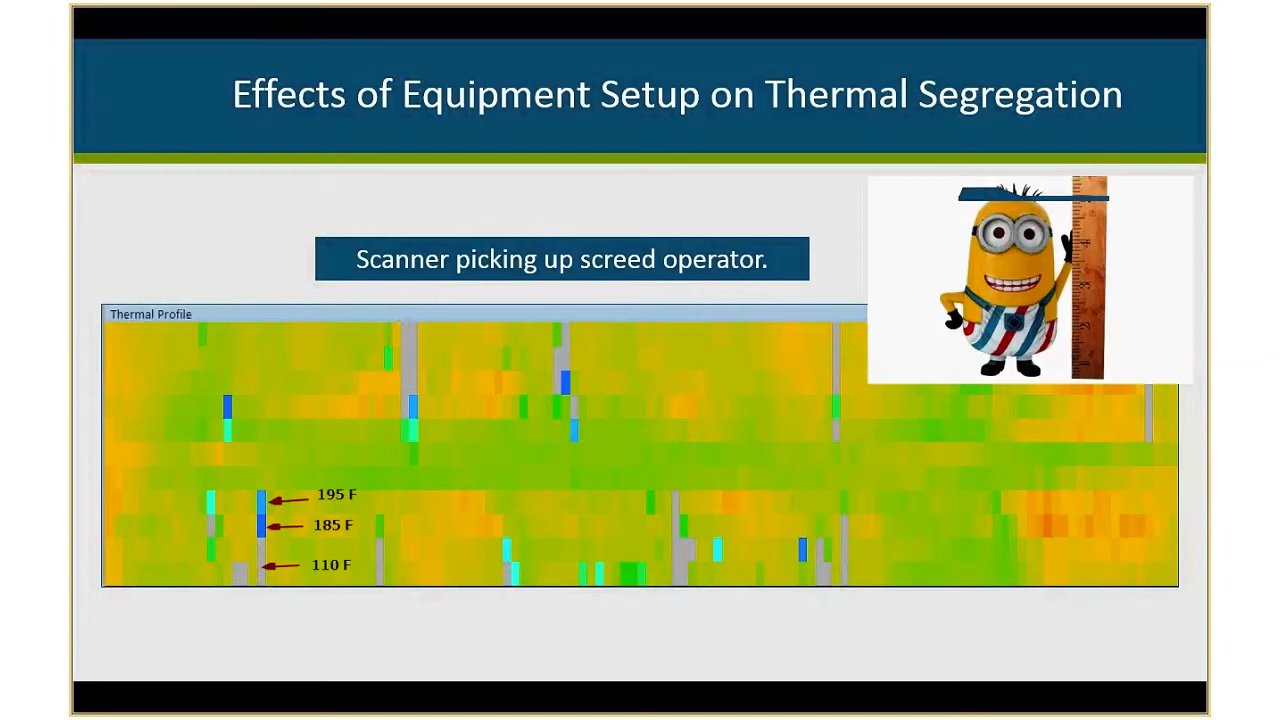 Effects of Equipment Setup on Thermal Segregation
Scanner picking up screed operator.
Thermal Profile
195 F
185 F
110 F